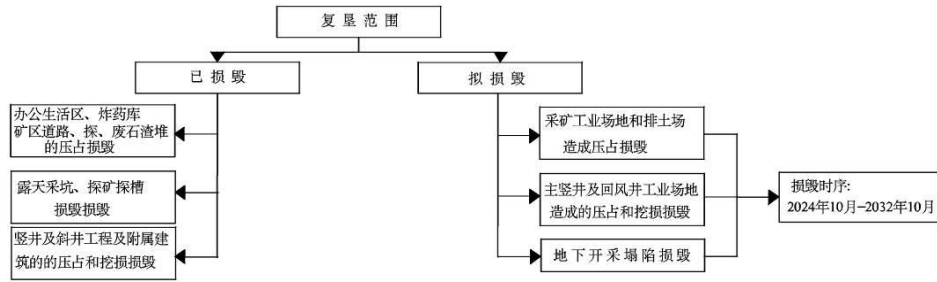 复垦范围
已损毁
拟损毁
办公生活区、炸药库
矿区道路、探、废石渣堆
的压占损毁
露天采坑、探矿探槽
损毁损毁
竖井及斜井工程及附属建
筑的的压占和挖损损毁
采矿工业场地和排土场
造成压占损毁
主竖井及回风井工业场地
造成的压占和挖损损毁
地下开采塌陷损毁
损毁时序:
2024年10月-2032年10月